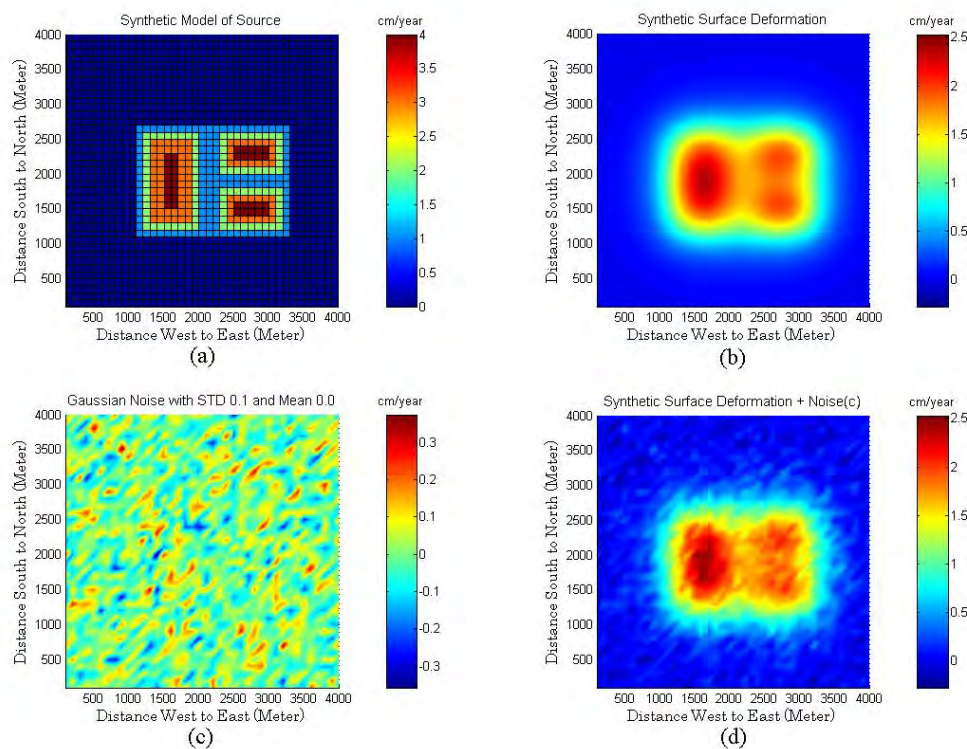 Synthetic Model of Source
cm/year
4000
3500
3000
2500
2000
1500
1000
500
Distance South to North (Meter)
500 1000 1500 2000 2500 3000 3500 4000
Distance West to East (Meter)
4
3.5
3
2.5
2
1.5
1
0.5
0
(a)
Synthetic Surface Deformation
cm/year
4000
3500
3000
2500
2000
1500
1000
500
Distance South to North (Meter)
500 1000 1500 2000 2500 3000 3500 4000
Distance West to East (Meter)
2.5
2
1.5
1
0.5
0
(b)
Gaussian Noise with STD 0.1 and Mean 0.0
cm/year
4000
3500
3000
2500
2000
1500
1000
500
Distance South to North (Meter)
500 1000 1500 2000 2500 3000 3500 4000
Distance West to East (Meter)
0.3
0.2
0.1
0
-0.1
-0.2
-0.3
(c)
Synthetic Surface Deformation + Noise(c)
cm/year
4000
3500
3000
2500
2000
1500
1000
500
Distance South to North (Meter)
500 1000 1500 2000 2500 3000 3500 4000
Distance West to East (Meter)
2.5
2
1.5
1
0.5
0
(d)